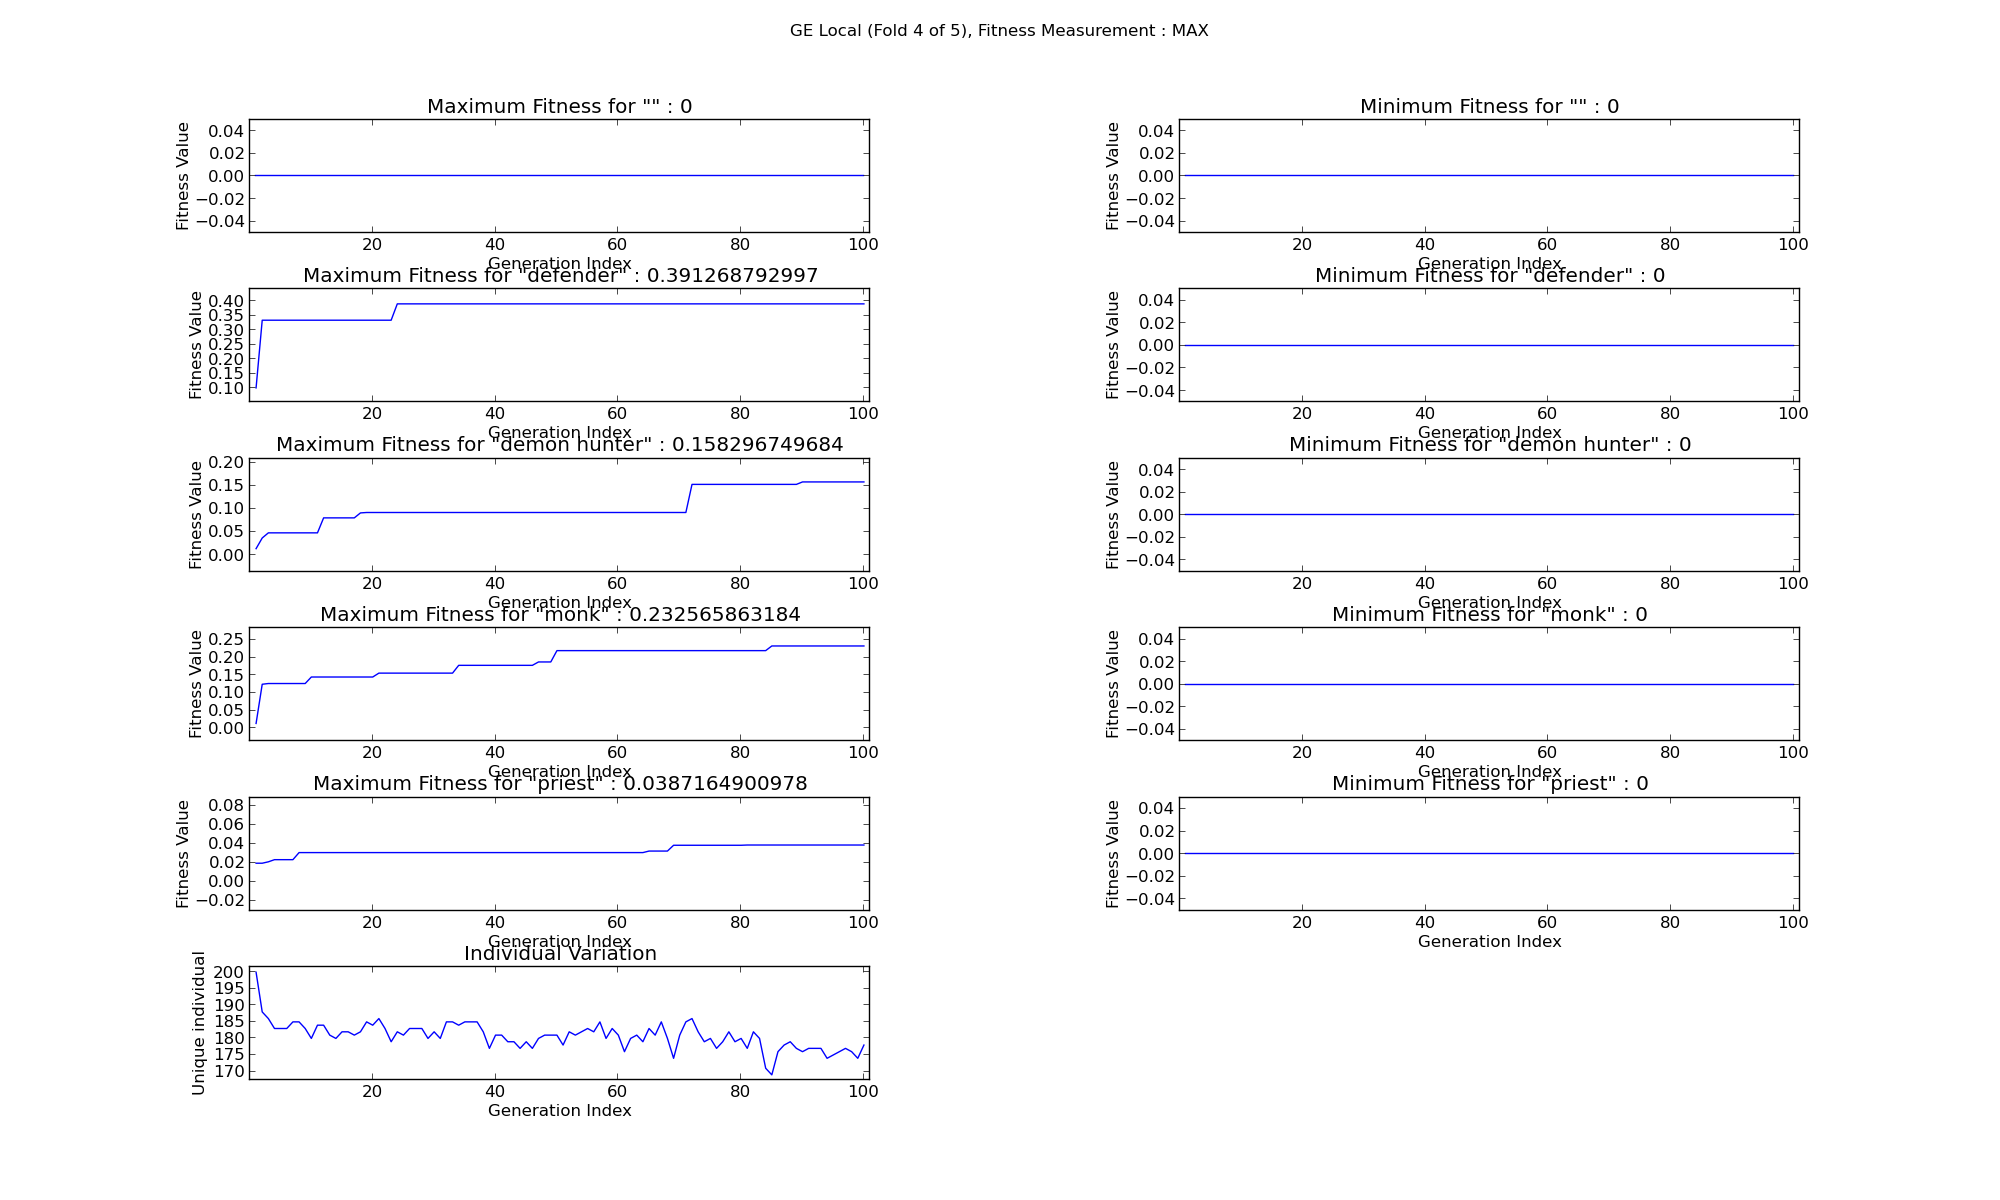 GE Local (Fold 4 of 5), Fitness Measurement : MAX
Maximum Fitness for "" : 0
Fitness Value
0.04
0.02
0.00
−0.02
−0.04
20 40 60 80 100
Generation Index
Minimum Fitness for "" : 0
Fitness Value
0.04
0.02
0.00
−0.02
−0.04
20 40 60 80 100
Generation Index
Maximum Fitness for "defender" : 0.391268792997
Fitness Value
0.40
0.35
0.30
0.25
0.20
0.15
0.10
20 40 60 80 100
Generation Index
Minimum Fitness for "defender" : 0
Fitness Value
0.04
0.02
0.00
−0.02
−0.04
20 40 60 80 100
Generation Index
Maximum Fitness for "demon hunter" : 0.158296749684
Fitness Value
0.20
0.15
0.10
0.05
0.00
20 40 60 80 100
Generation Index
Minimum Fitness for "demon hunter" : 0
Fitness Value
0.04
0.02
0.00
−0.02
−0.04
20 40 60 80 100
Generation Index
Maximum Fitness for "monk" : 0.232565863184
Fitness Value
0.25
0.20
0.15
0.10
0.05
0.00
20 40 60 80 100
Generation Index
Minimum Fitness for "monk" : 0
Fitness Value
0.04
0.02
0.00
−0.02
−0.04
20 40 60 80 100
Generation Index
Maximum Fitness for "priest" : 0.0387164900978
Fitness Value
0.08
0.06
0.04
0.02
0.00
−0.02
20 40 60 80 100
Generation Index
Minimum Fitness for "priest" : 0
Fitness Value
0.04
0.02
0.00
−0.02
−0.04
20 40 60 80 100
Generation Index
Individual Variation
Unique individual
200
195
190
185
180
175
170
20 40 60 80 100
Generation Index